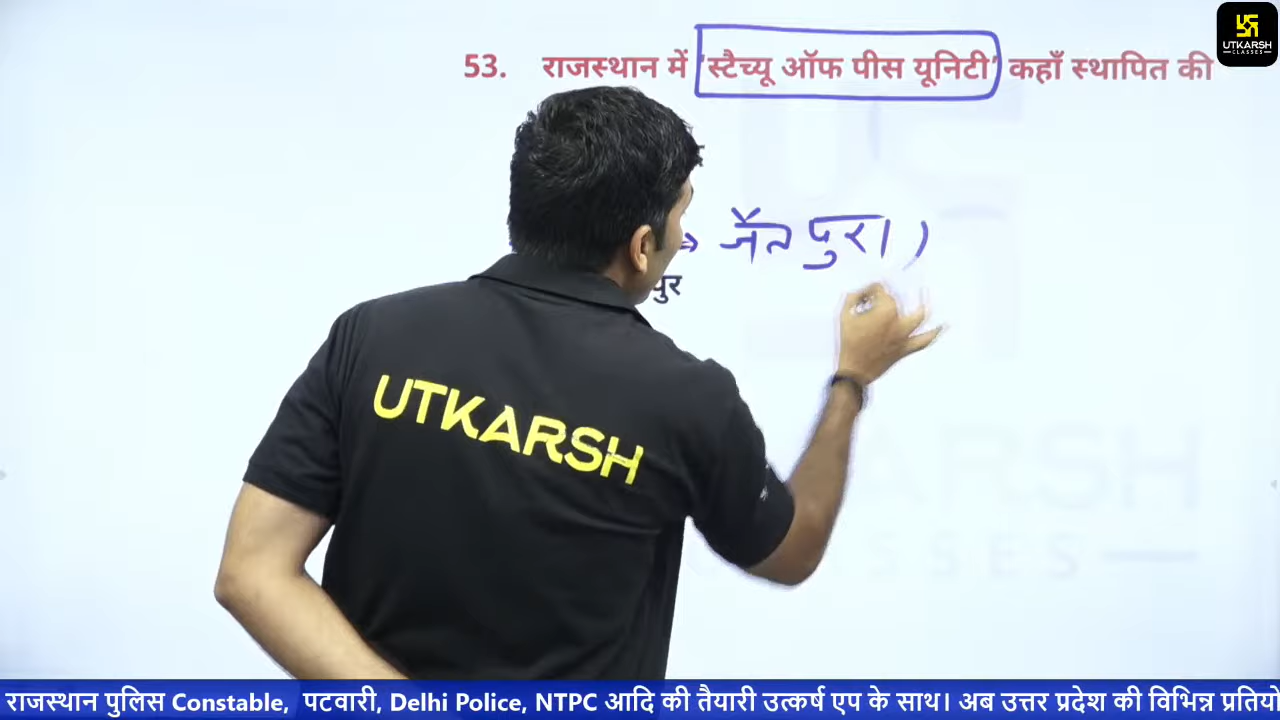 UTKARSH
CLASSES
53. राजस्थान में 'स्टैच्यू ऑफ पीस यूनिटी' कहाँ स्थापित की
जैतपुरा
पुर
UTKARSH
राजस्थान पुलिस Constable, पटवारी, Delhi Police, NTPC आदि की तैयारी उत्कर्ष एप के साथ। अब उत्तर प्रदेश की विभिन्न प्रतियो